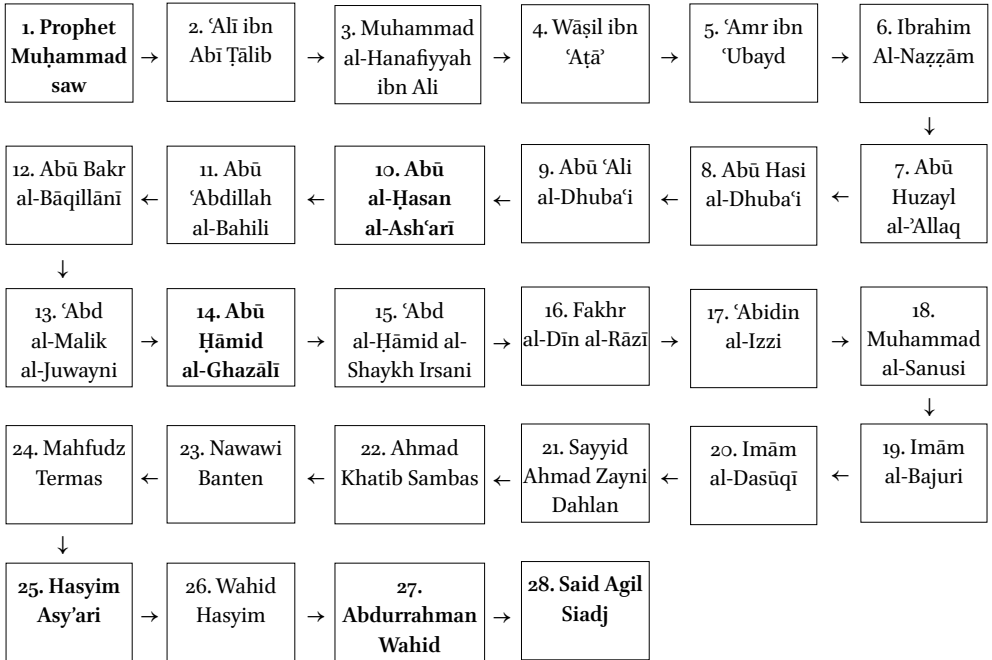 1. Prophet
Muḥammad
saw
→
2. ʿAlī ibn
Abī Ṭālib
→
3. Muhammad
al-Hanafiyyah
ibn Ali
→
4. Wāṣil ibn
ʿAṭāʾ
→
5. ʿAmr ibn
ʿUbayd
→
6. Ibrahim
Al-Naẓẓām
↓
7. Abū
Huzayl
al-ʾAllaq
←
8. Abū Hasi
al-Dhubaʿi
←
9. Abū ʿAli
al-Dhubaʿi
←
10. Abū
al-Ḥasan
al-Ashʿarī
←
11. Abū
ʿAbdillah
al-Bahili
←
12. Abū Bakr
al-Bāqillānī
↓
13. ʿAbd
al-Malik
al-Juwayni
→
14. Abū
Ḥāmid
al-Ghazālī
→
15. ʿAbd
al-Ḥāmid al-
Shaykh Irsani
→
16. Fakhr
al-Dīn al-Rāzī
→
17. ʿAbidin
al-Izzi
→
18.
Muhammad
al-Sanusi
↓
19. Imām
al-Bajuri
←
20. Imām
al-Dasūqī
←
21. Sayyid
Ahmad Zayni
Dahlan
←
22. Ahmad
Khatib Sambas
←
23. Nawawi
Banten
←
24. Mahfudz
Termas
↓
25. Hasyim
Asy’ari
→
26. Wahid
Hasyim
→
27.
Abdurrahman
Wahid
→
28. Said Agil
Siadj